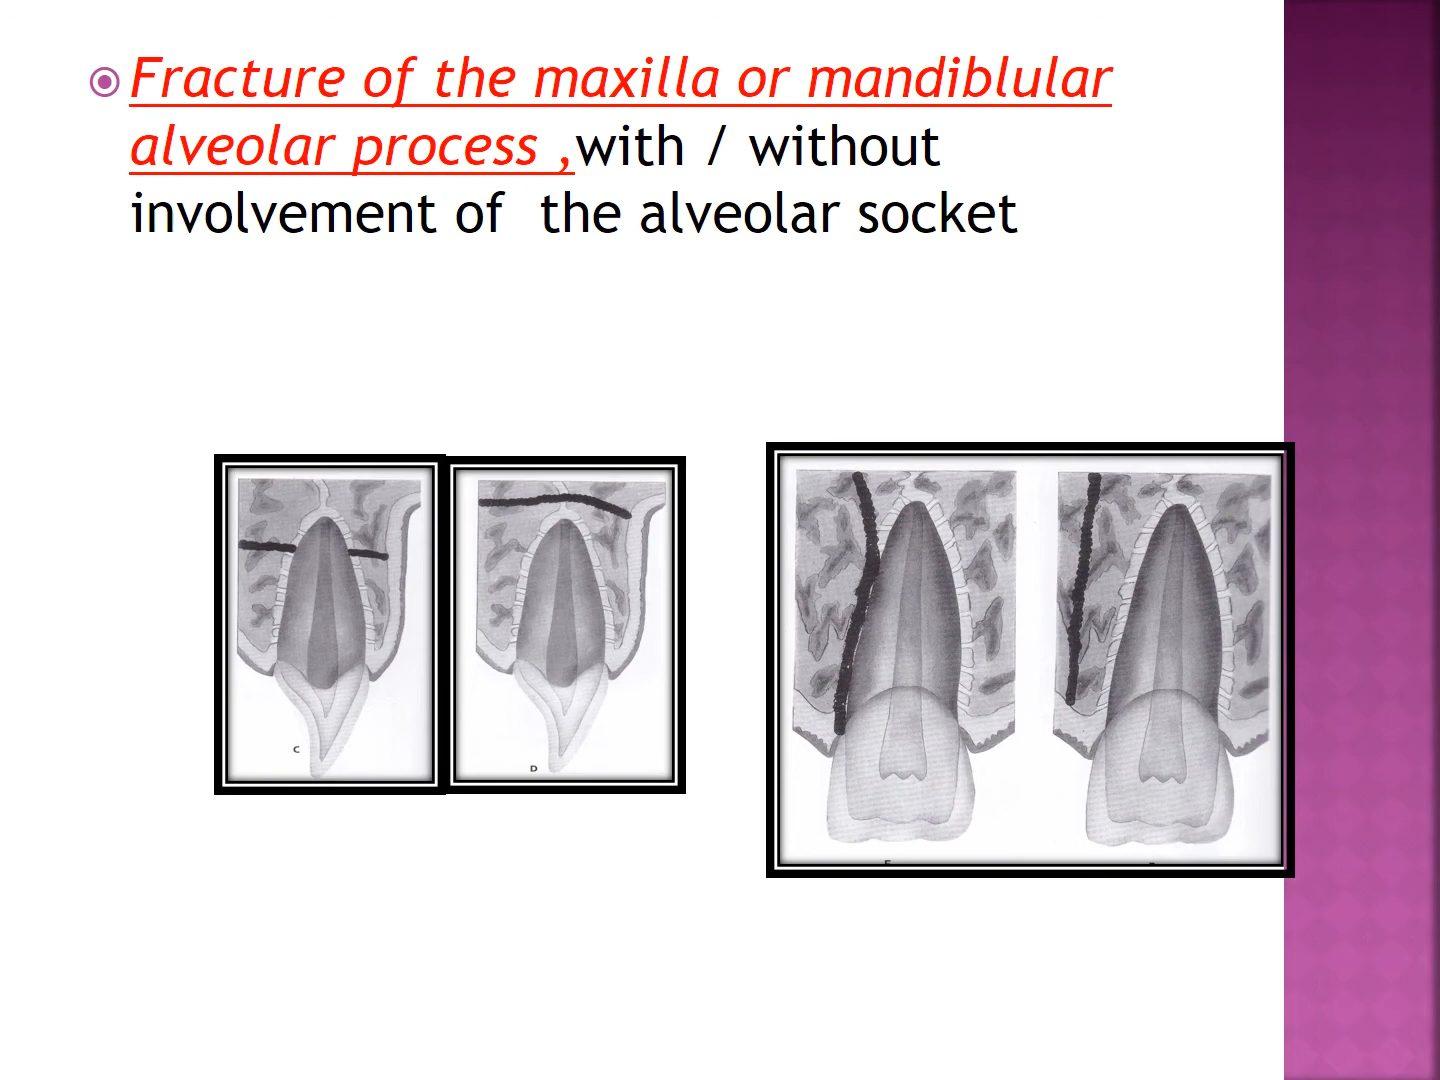 Fracture of the maxilla or mandiblular
alveolar process ,with / without
involvement of the alveolar socket
C
D